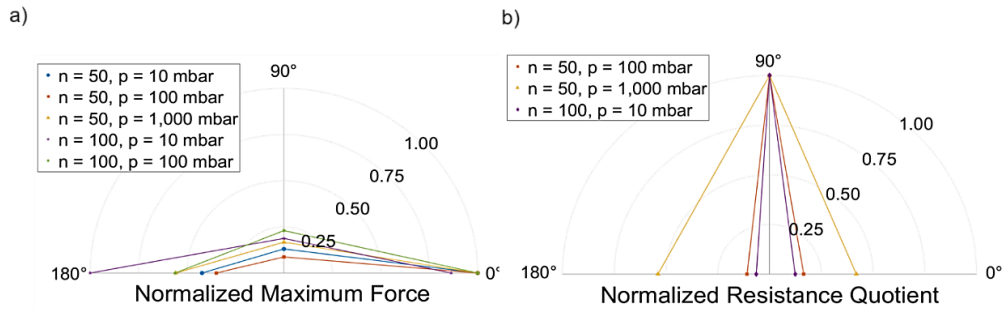 a)
n = 50, p = 10 mbar
n = 50, p = 100 mbar
n = 50, p = 1,000 mbar
n = 100, p = 10 mbar
n = 100, p = 100 mbar
90°
1.00
0.75
0.50
0.25
180°
0°
Normalized Maximum Force
b)
n = 50, p = 100 mbar
n = 50, p = 1,000 mbar
n = 100, p = 10 mbar
90°
1.00
0.75
0.50
0.25
180°
0°
Normalized Resistance Quotient